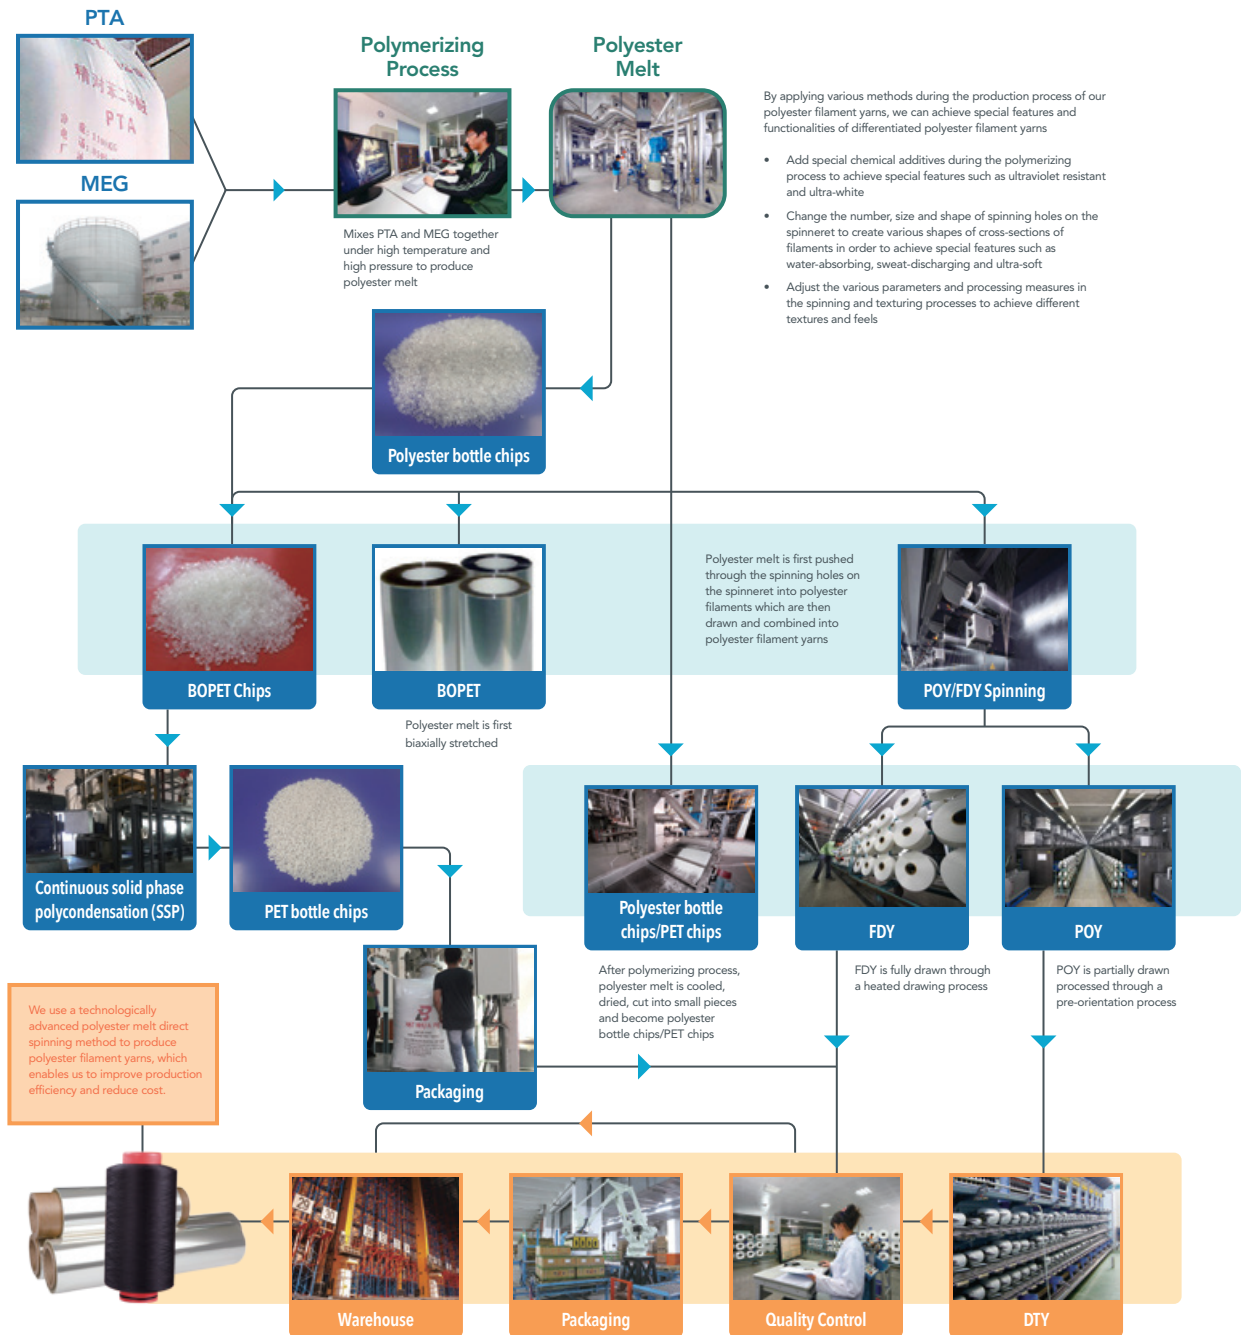 PTA
精对苯二甲酸
PTA
MEG
Polymerizing
Process
Mixes PTA and MEG together
under high temperature and
high pressure to produce
polyester melt
Polyester
Melt
By applying various methods during the production process of our
polyester filament yarns, we can achieve special features and
functionalities of differentiated polyester filament yarns
• Add special chemical additives during the polymerizing
process to achieve special features such as ultraviolet resistant
and ultra-white
• Change the number, size and shape of spinning holes on the
spinneret to create various shapes of cross-sections of
filaments in order to achieve special features such as
water-absorbing, sweat-discharging and ultra-soft
• Adjust the various parameters and processing measures in
the spinning and texturing processes to achieve different
textures and feels
Polyester bottle chips
BOPET Chips
BOPET
Polyester melt is first
biaxially stretched
Polyester melt is first pushed
through the spinning holes on
the spinneret into polyester
filaments which are then
drawn and combined into
polyester filament yarns
POY/FDY Spinning
Continuous solid phase
polycondensation (SSP)
PET bottle chips
Polyester bottle
chips/PET chips
After polymerizing process,
polyester melt is cooled,
dried, cut into small pieces
and become polyester
bottle chips/PET chips
FDY
FDY is fully drawn through
a heated drawing process
POY
POY is partially drawn
processed through a
pre-orientation process
Packaging
We use a technologically
advanced polyester melt direct
spinning method to produce
polyester filament yarns, which
enables us to improve production
efficiency and reduce cost.
29
30
Warehouse
Packaging
Quality Control
DTY